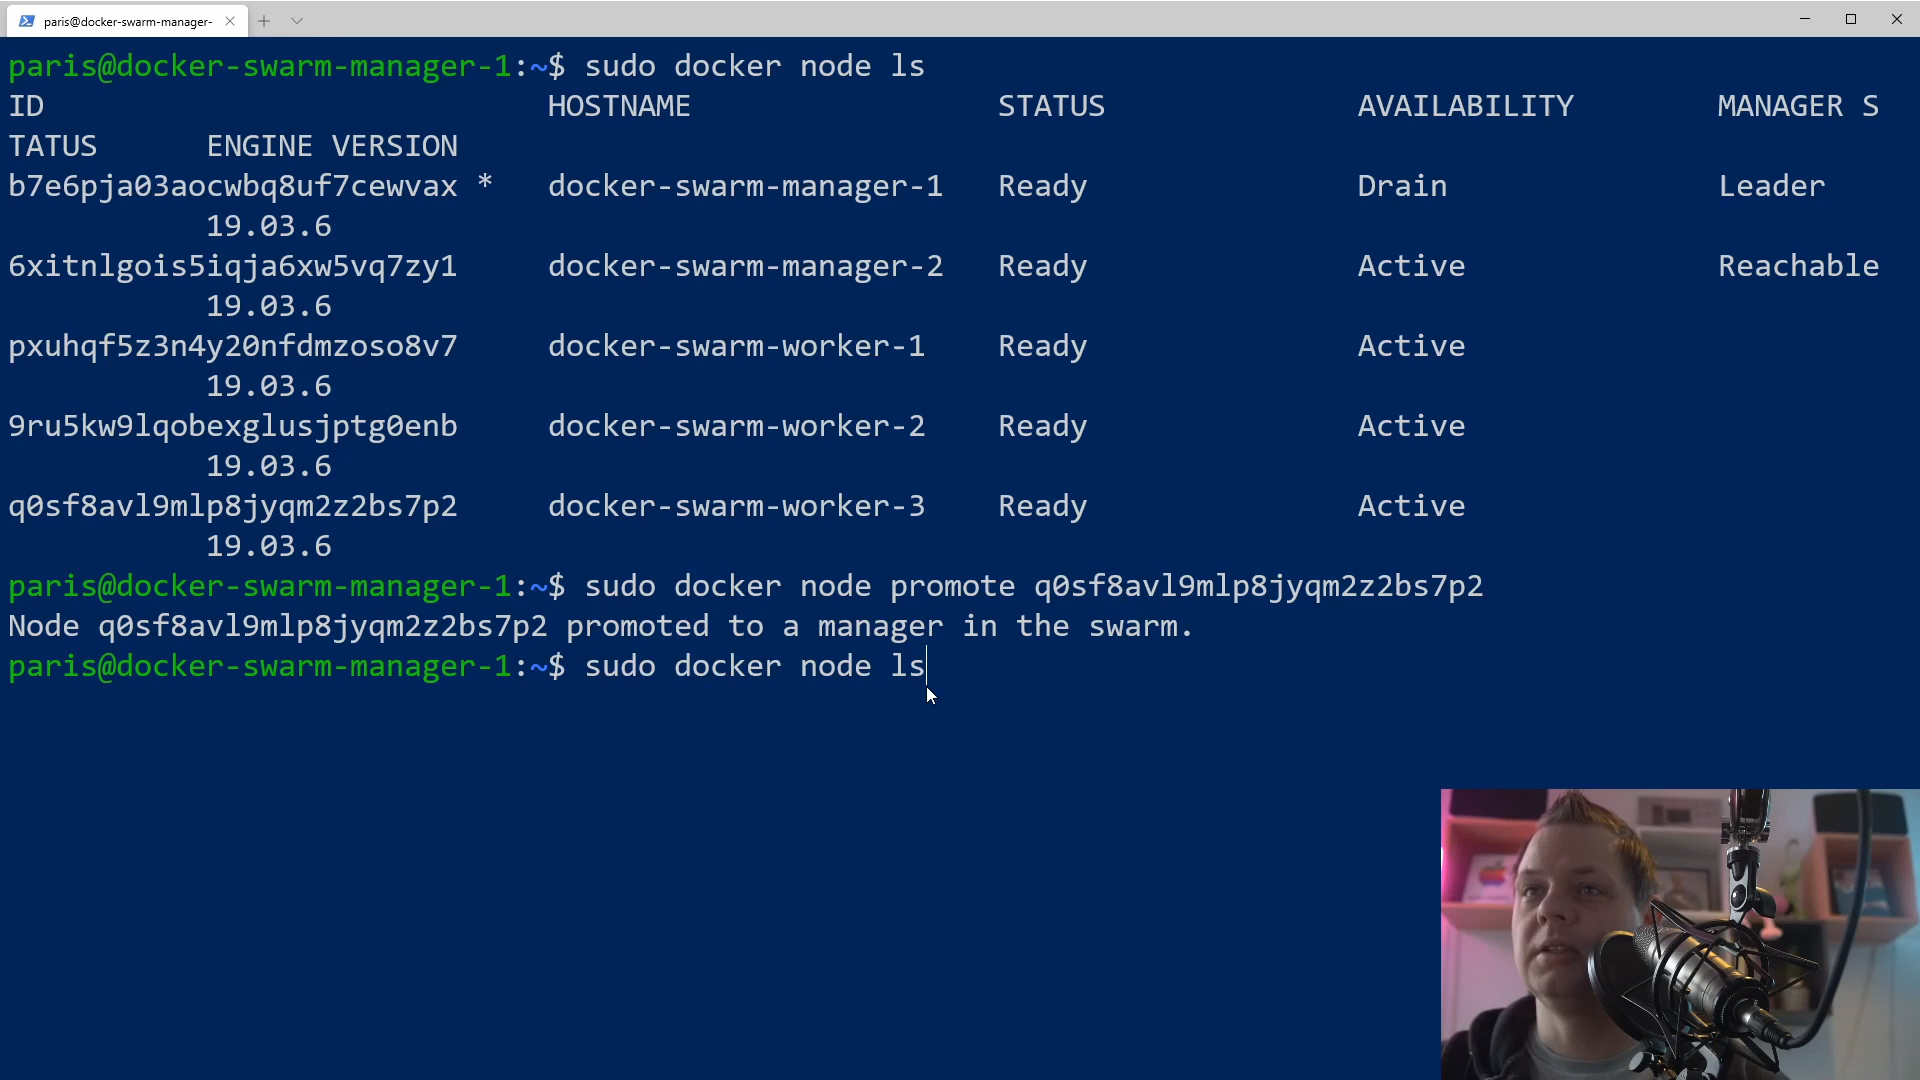 paris@docker-swarm-manager-
paris@docker-swarm-manager-1:~$ sudo docker node ls
ID HOSTNAME STATUS AVAILABILITY MANAGER S
TATUS ENGINE VERSION
b7e6pja03aocwbq8uf7cewvax * docker-swarm-manager-1 Ready Drain Leader
19.03.6
6xitnlgois5iqja6xw5vq7zy1 docker-swarm-manager-2 Ready Active Reachable
19.03.6
pxuhqf5z3n4y20nfdmzoso8v7 docker-swarm-worker-1 Ready Active
19.03.6
9ru5kw9lqobexglusjptg0enb docker-swarm-worker-2 Ready Active
19.03.6
q0sf8avl9mlp8jyqm2z2bs7p2 docker-swarm-worker-3 Ready Active
19.03.6
paris@docker-swarm-manager-1:~$ sudo docker node promote q0sf8avl9mlp8jyqm2z2bs7p2
Node q0sf8avl9mlp8jyqm2z2bs7p2 promoted to a manager in the swarm.
paris@docker-swarm-manager-1:~$ sudo docker node ls